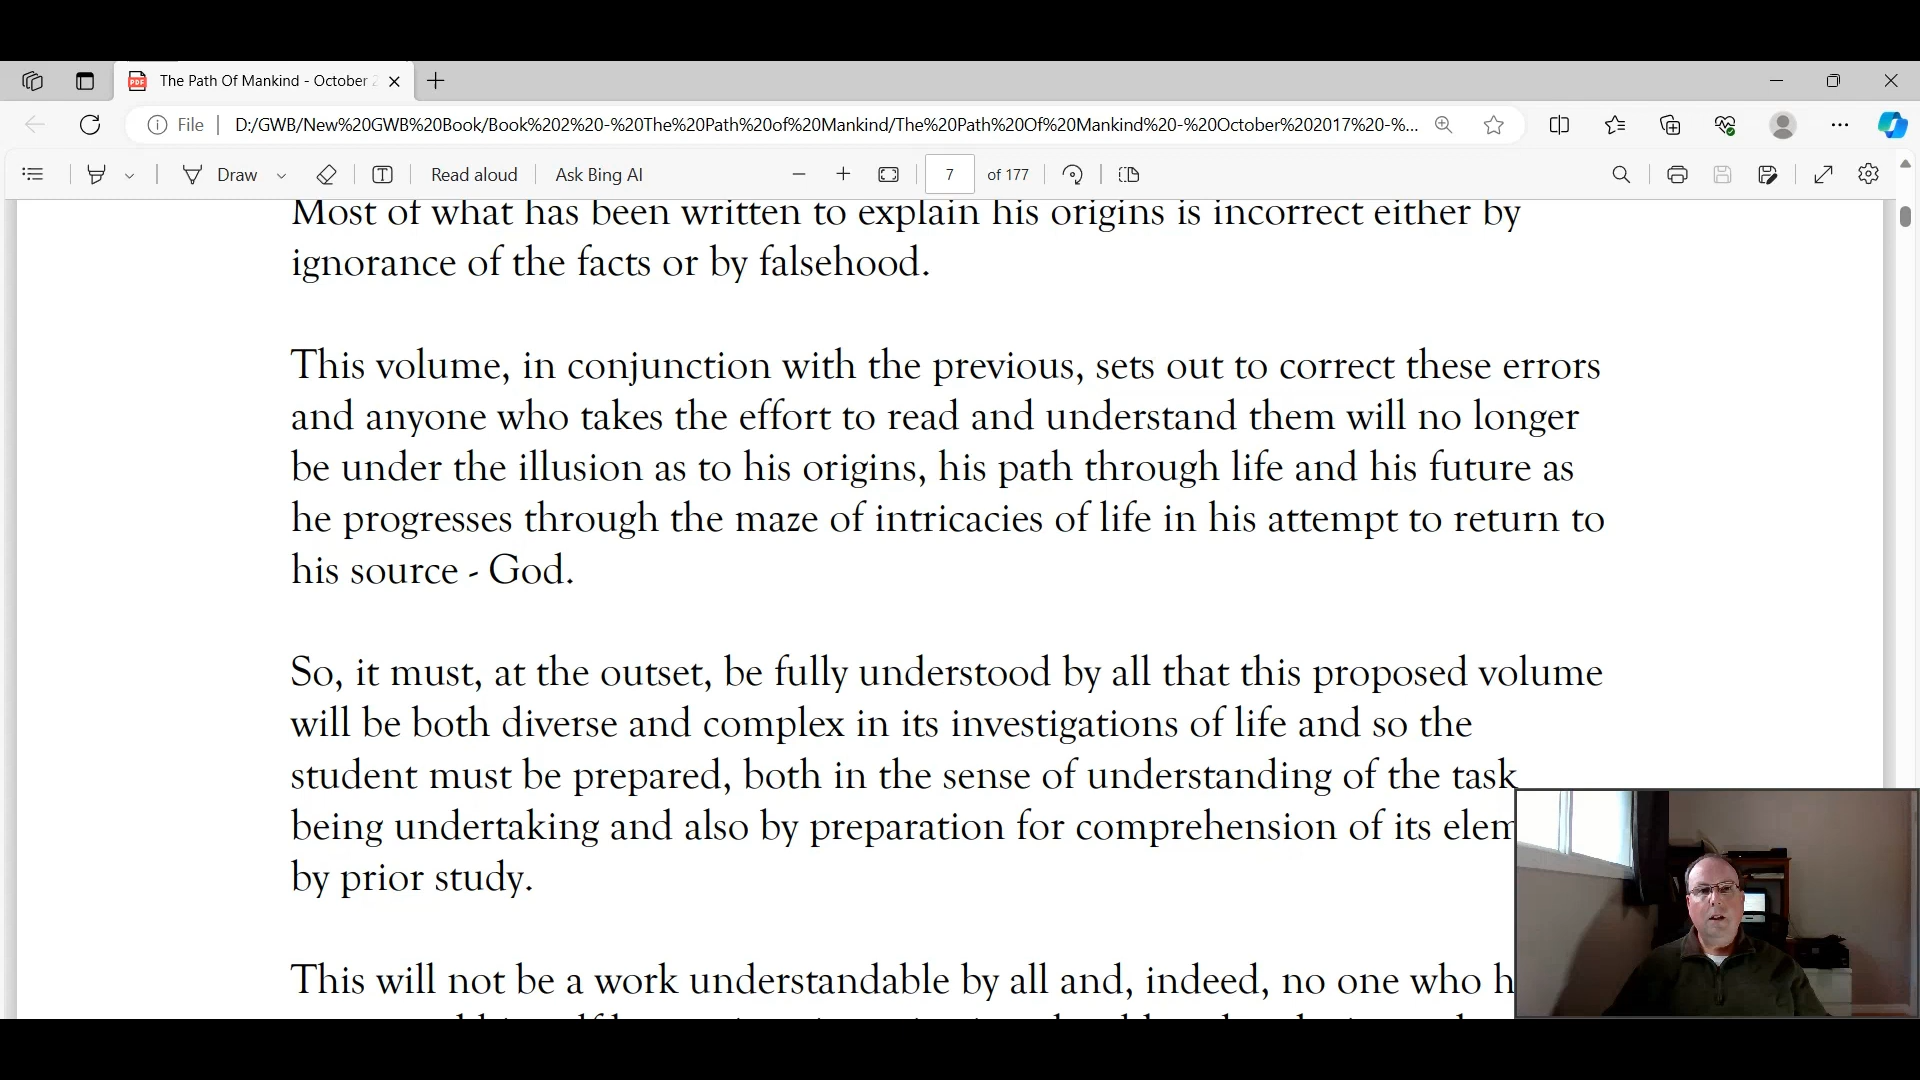 The Path Of Mankind - October 2
File
D:/GWB/New%20GWB%20Book/Book%202%20-%20The%20Path%20of%20Mankind/The%20Path%20Of%20Mankind%20-%20October%202017%20-%...
Draw
Read aloud
Ask Bing AI
7
of 177
Most of what has been written to explain his origins is incorrect either by
ignorance of the facts or by falsehood.
This volume, in conjunction with the previous, sets out to correct these errors
and anyone who takes the effort to read and understand them will no longer
be under the illusion as to his origins, his path through life and his future as
he progresses through the maze of intricacies of life in his attempt to return to
his source - God.
So, it must, at the outset, be fully understood by all that this proposed volume
will be both diverse and complex in its investigations of life and so the
student must be prepared, both in the sense of understanding of the task
being undertaking and also by preparation for comprehension of its elem
by prior study.
This will not be a work understandable by all and, indeed, no one who h